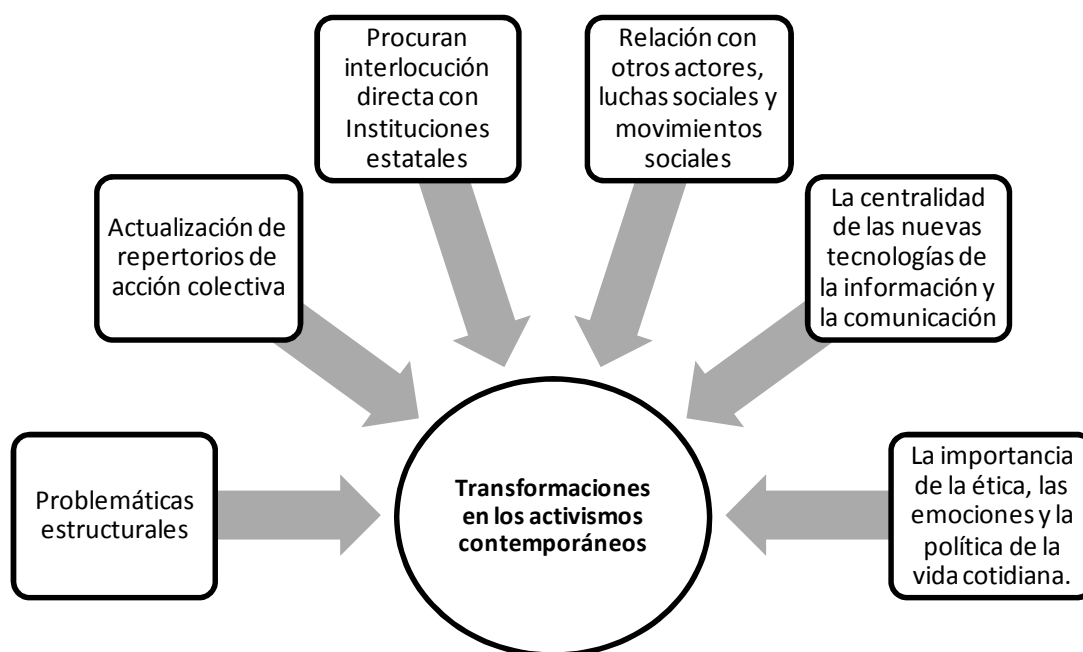 Procuran
interlocución
directa con
Instituciones
estatales
Relación con
otros actores,
luchas sociales y
movimientos
sociales
Actualización de
repertorios de
acción colectiva
La centralidad
de las nuevas
tecnologías de
la información y
la comunicación
Problemáticas
estructurales
Transformaciones
en los activismos
contemporáneos
La importancia
de la ética, las
emociones y la
política de la
vida cotidiana.